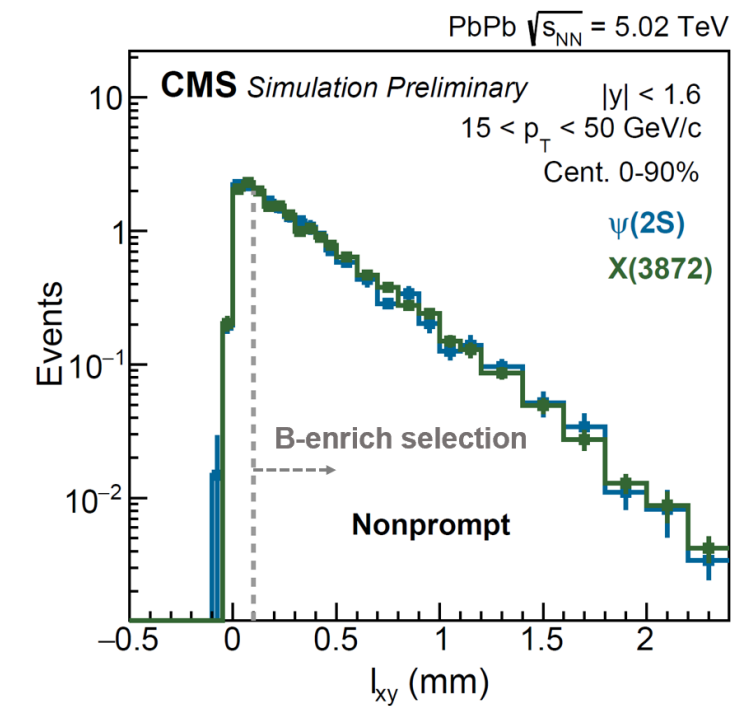 PbPb √s_NN = 5.02 TeV
CMS Simulation Preliminary
|y| < 1.6
15 < p_T < 50 GeV/c
Cent. 0-90%
ψ(2S)
X(3872)
10
1
10⁻¹
10⁻²
Events
B-enrich selection
Nonprompt
−0.5 0 0.5 1 1.5 2
l_xy (mm)